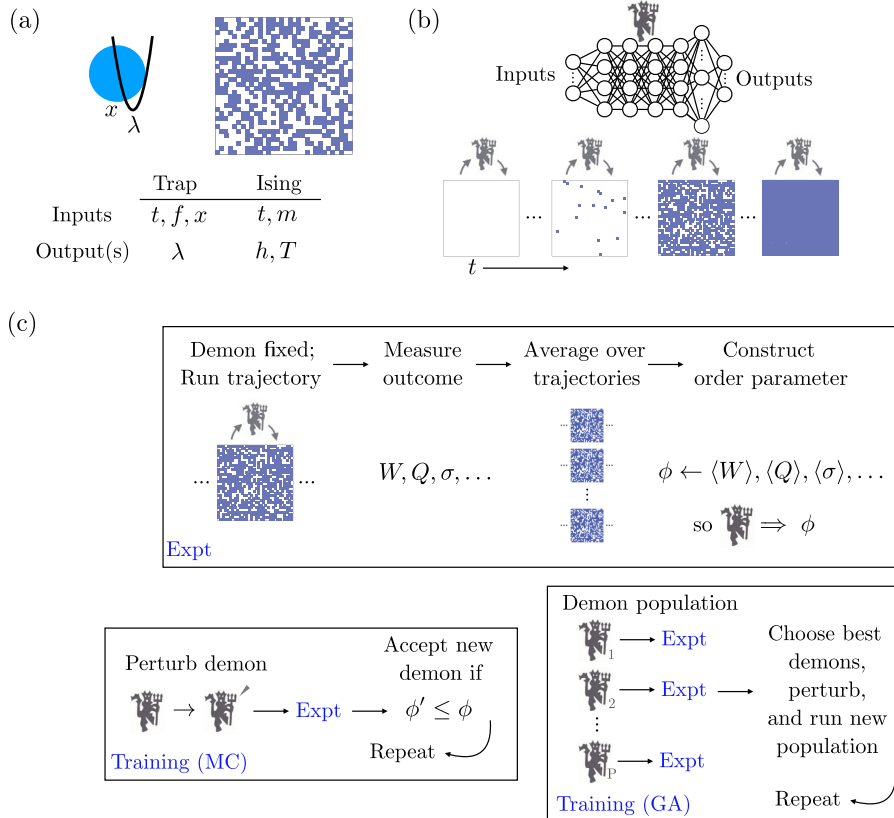 (a)
x
λ
Trap Ising
Inputs t, f, x t, m
Output(s) λ h, T
(b)
Inputs
Outputs
... ... ...
t
(c)
Demon fixed;
Run trajectory
Measure
outcome
Average over
trajectories
Construct
order parameter
... ...
W, Q, σ, . . .
... ...
... ...
⋮
... ...
ϕ ← ⟨W⟩, ⟨Q⟩, ⟨σ⟩, . . .
so ⇒ ϕ
Expt
Perturb demon
→
Expt
Accept new
demon if
ϕ′ ≤ ϕ
Repeat
Training (MC)
Demon population
1 Expt
2 Expt
⋮
P Expt
Choose best
demons,
perturb,
and run new
population
Repeat
Training (GA)